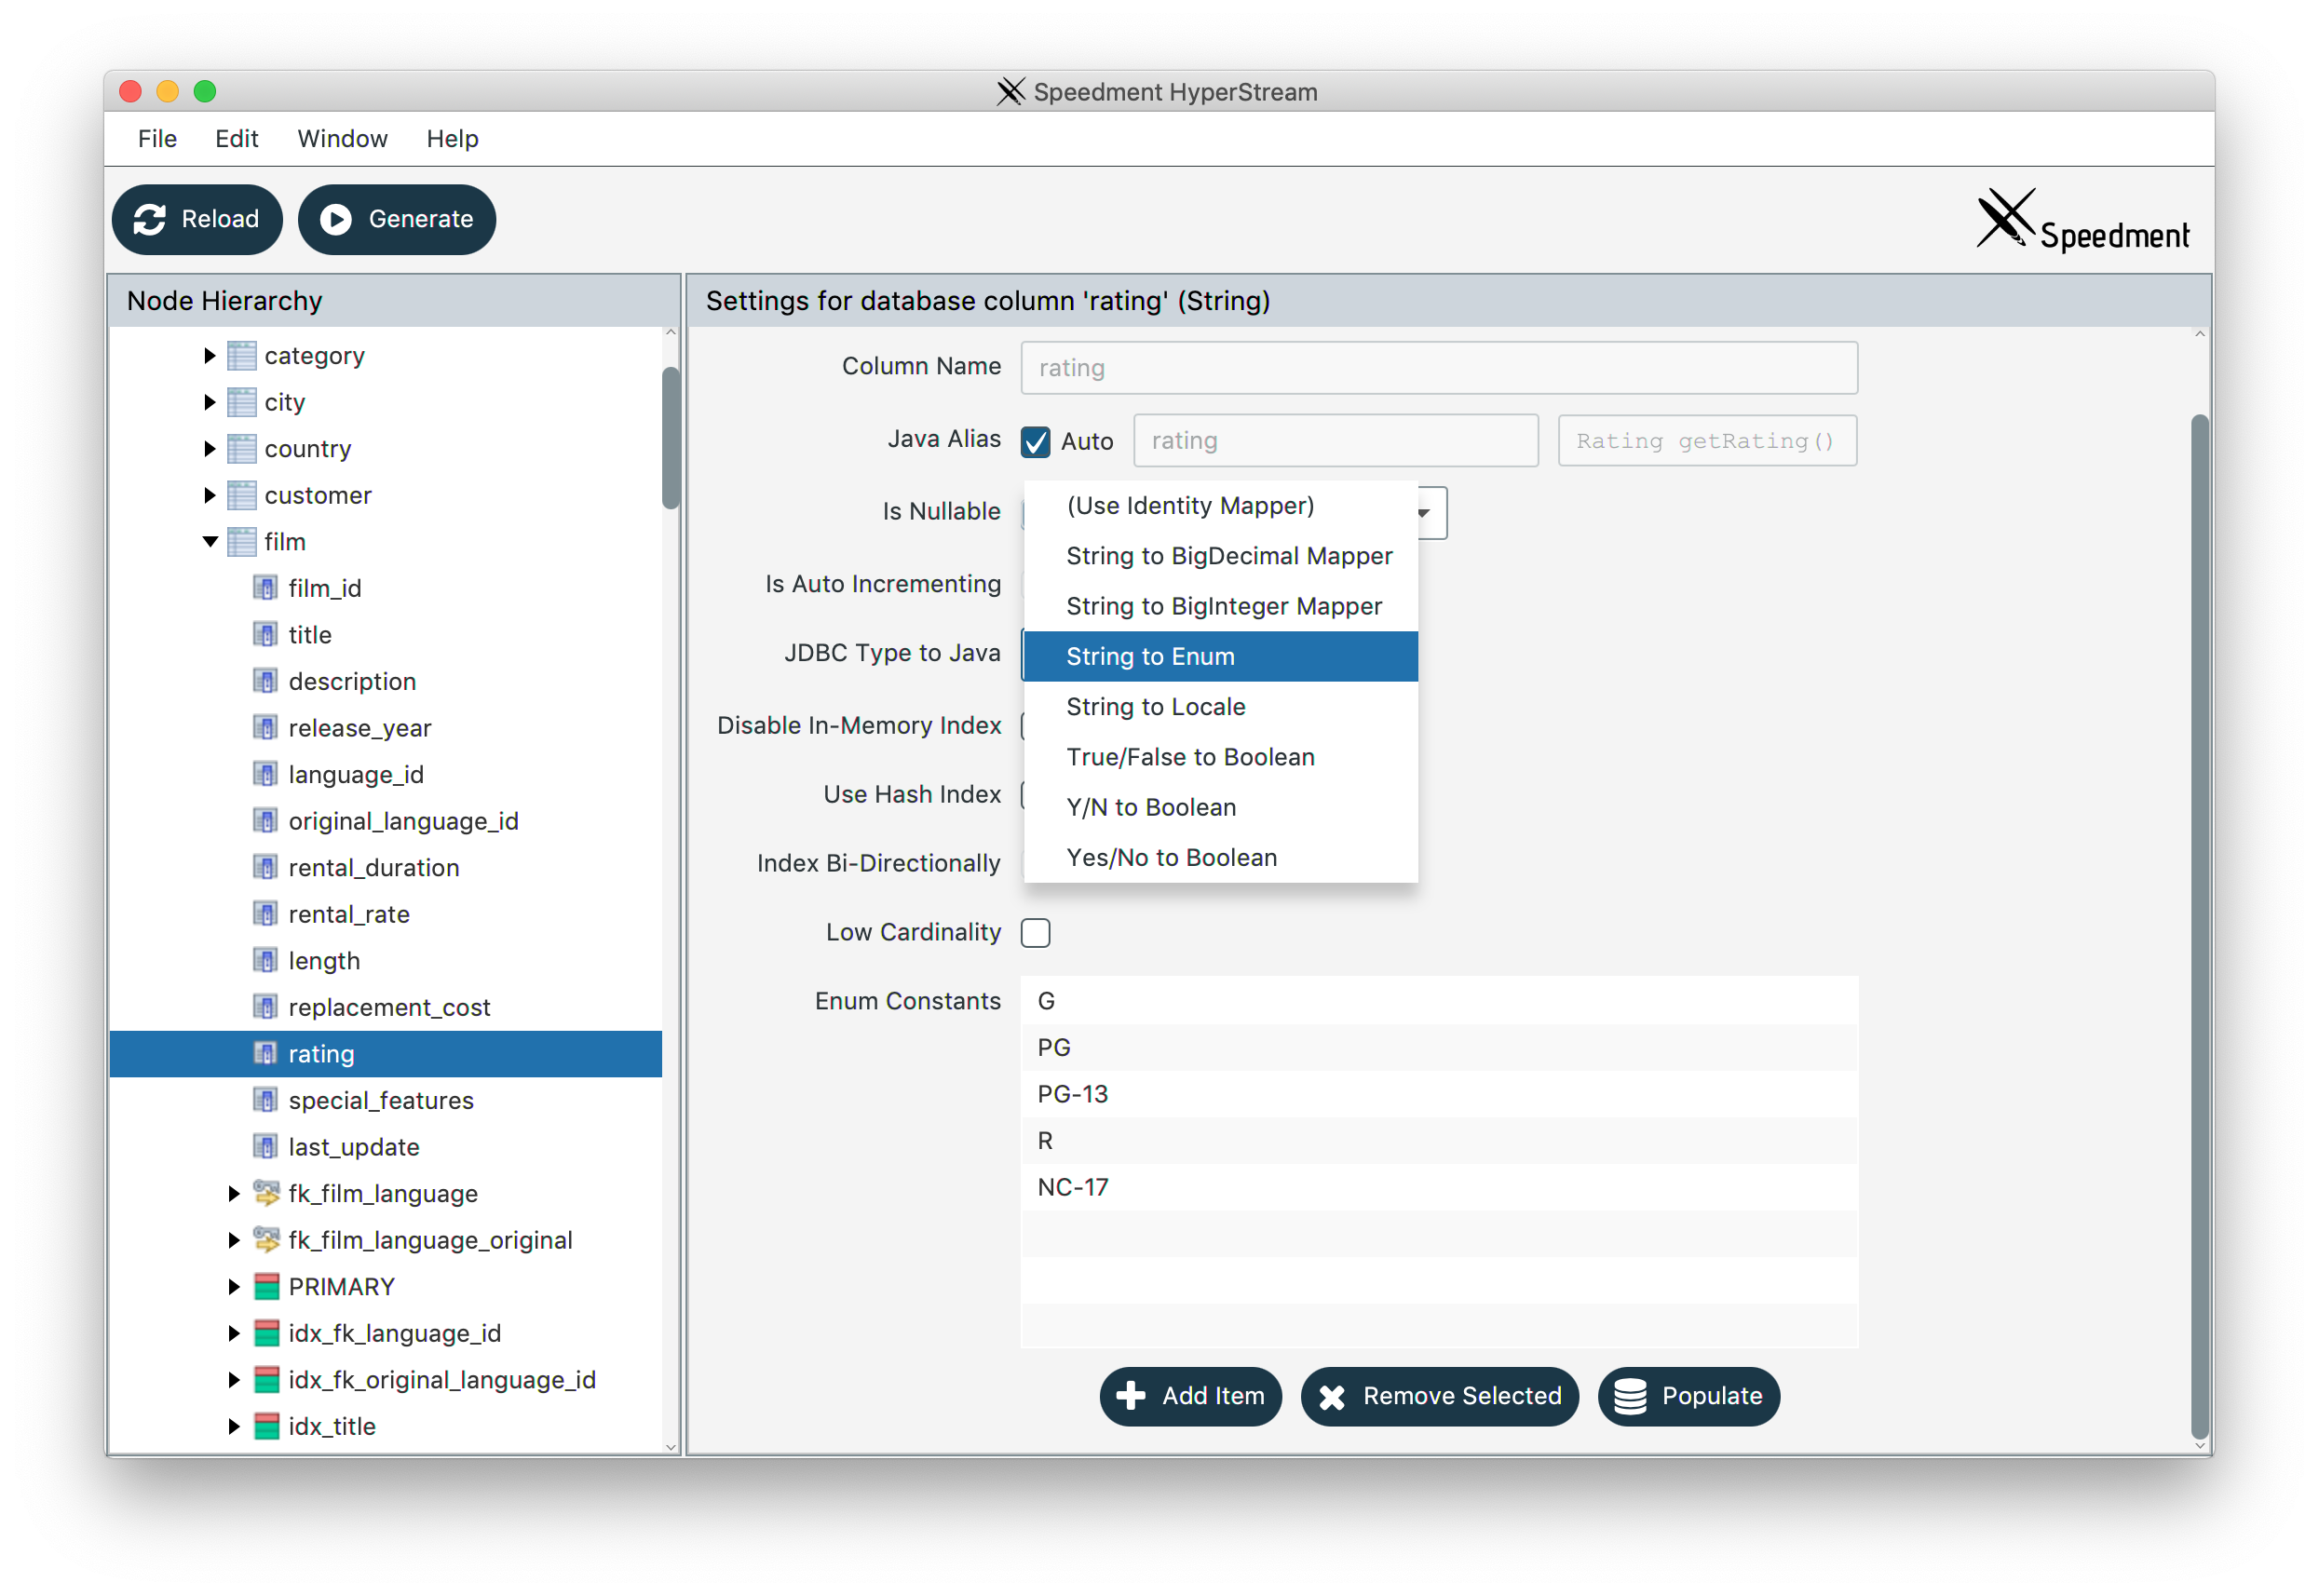 Speedment HyperStream
File Edit Window Help
Reload Generate
Speedment
Node Hierarchy
category
city
country
customer
film
film_id
title
description
release_year
language_id
original_language_id
rental_duration
rental_rate
length
replacement_cost
rating
special_features
last_update
fk_film_language
fk_film_language_original
PRIMARY
idx_fk_language_id
idx_fk_original_language_id
idx_title
Settings for database column 'rating' (String)
Column Name rating
Java Alias Auto rating Rating getRating()
Is Nullable
Is Auto Incrementing
JDBC Type to Java
Disable In-Memory Index
Use Hash Index
Index Bi-Directionally
(Use Identity Mapper)
String to BigDecimal Mapper
String to BigInteger Mapper
String to Enum
String to Locale
True/False to Boolean
Y/N to Boolean
Yes/No to Boolean
Low Cardinality
Enum Constants G
PG
PG-13
R
NC-17
Add Item Remove Selected Populate